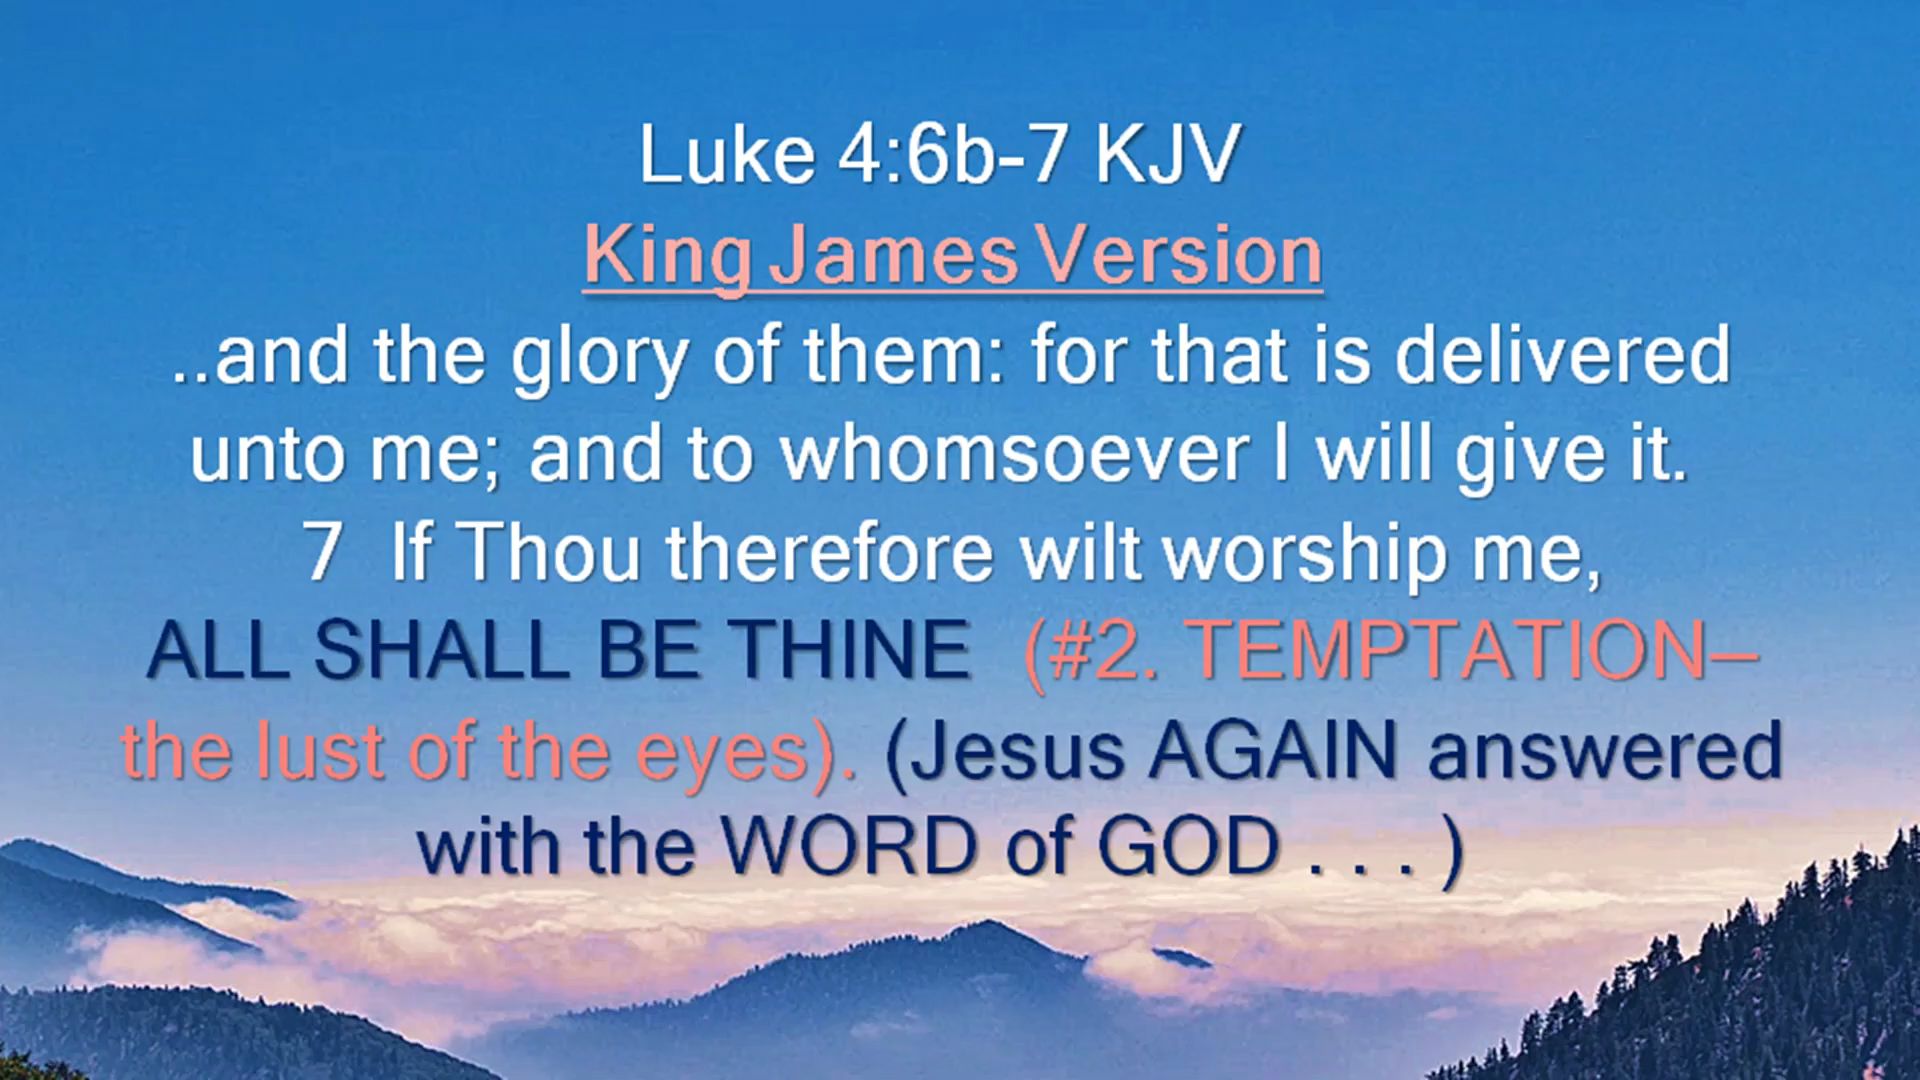 Luke 4:6b-7 KJV
King James Version
..and the glory of them: for that is delivered
unto me; and to whomsoever I will give it.
7 If Thou therefore wilt worship me,
ALL SHALL BE THINE (#2. TEMPTATION—
the lust of the eyes). (Jesus AGAIN answered
with the WORD of GOD . . . )